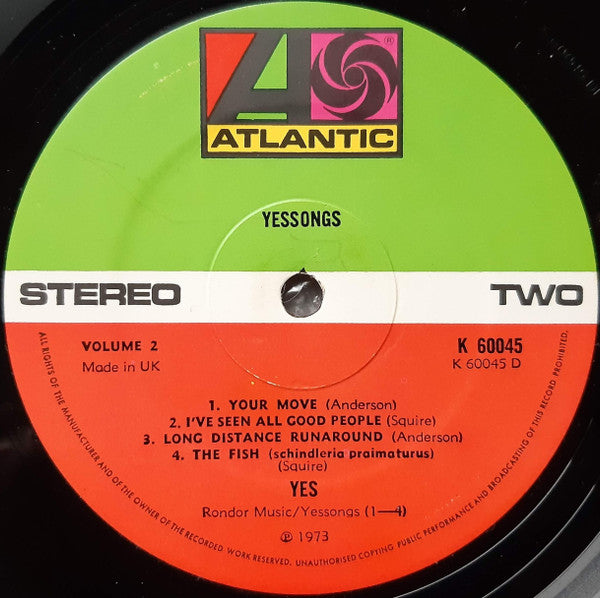 ®
ATLANTIC
YESSONGS
STEREO TWO
VOLUME 2 K 60045
Made in UK K 60045 D
1. YOUR MOVE (Anderson)
2. I'VE SEEN ALL GOOD PEOPLE (Squire)
3. LONG DISTANCE RUNAROUND (Anderson)
4. THE FISH (schindleria praimaturus)
(Squire)
YES
Rondor Music/Yessongs (1—4)
℗ 1973
ALL RIGHTS OF THE MANUFACTURER AND OF THE OWNER OF THE RECORDED WORK RESERVED. UNAUTHORISED COPYING PUBLIC PERFORMANCE AND BROADCASTING OF THIS RECORD PROHIBITED.